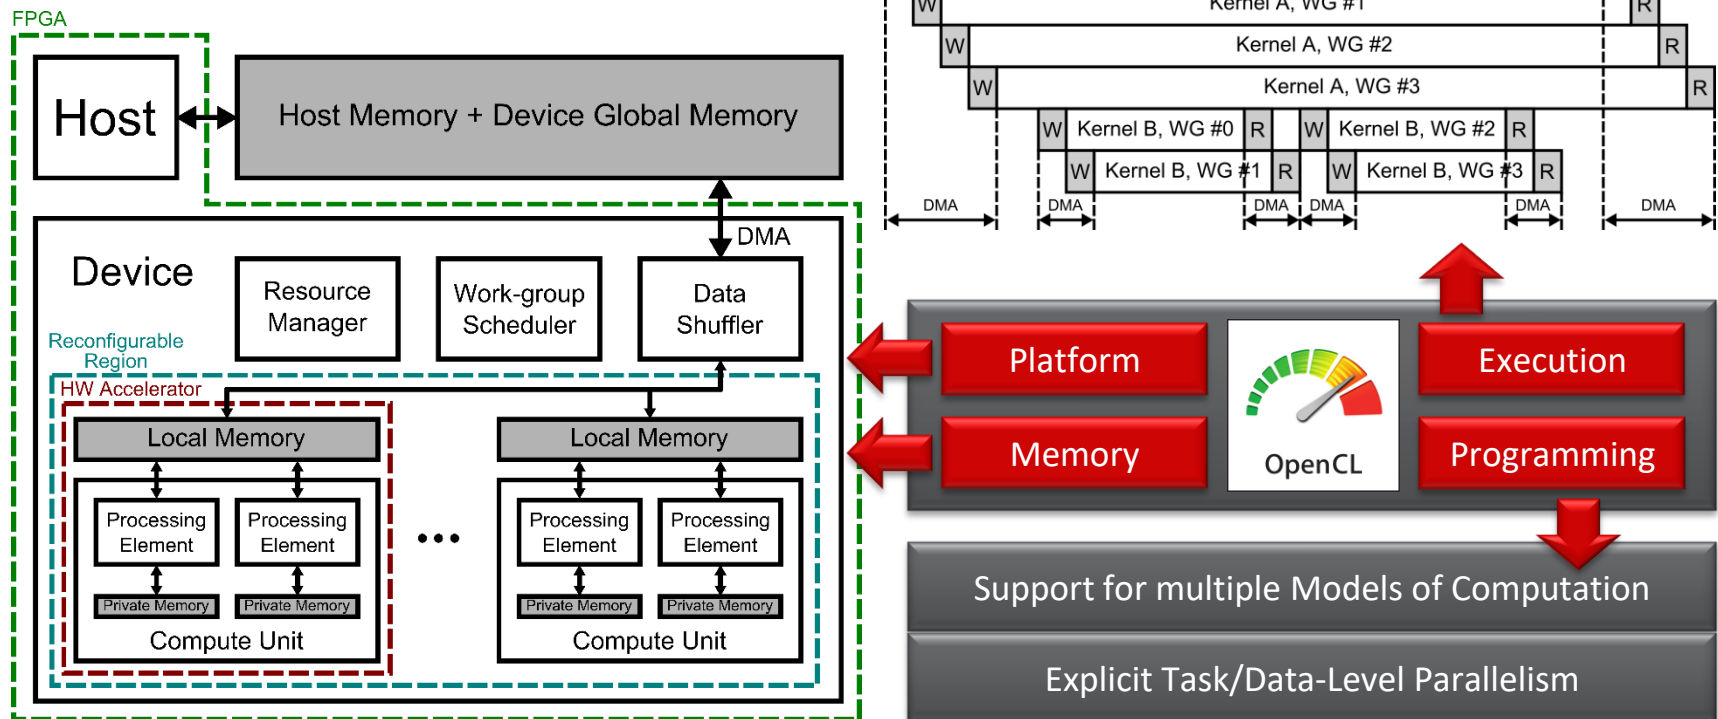 FPGA
Host
Host Memory + Device Global Memory
DMA
Device
Resource
Manager
Work-group
Scheduler
Data
Shuffler
Reconfigurable
Region
HW Accelerator
Local Memory
Local Memory
Processing
Element
Processing
Element
Processing
Element
Processing
Element
Private Memory
Private Memory
Private Memory
Private Memory
Compute Unit
Compute Unit
W Kernel A, WG #1 R
W Kernel A, WG #2 R
W Kernel A, WG #3 R
W Kernel B, WG #0 R W Kernel B, WG #2 R
W Kernel B, WG #1 R W Kernel B, WG #3 R
DMA DMA DMA DMA DMA DMA
Platform
Execution
Memory
Programming
OpenCL
Support for multiple Models of Computation
Explicit Task/Data-Level Parallelism